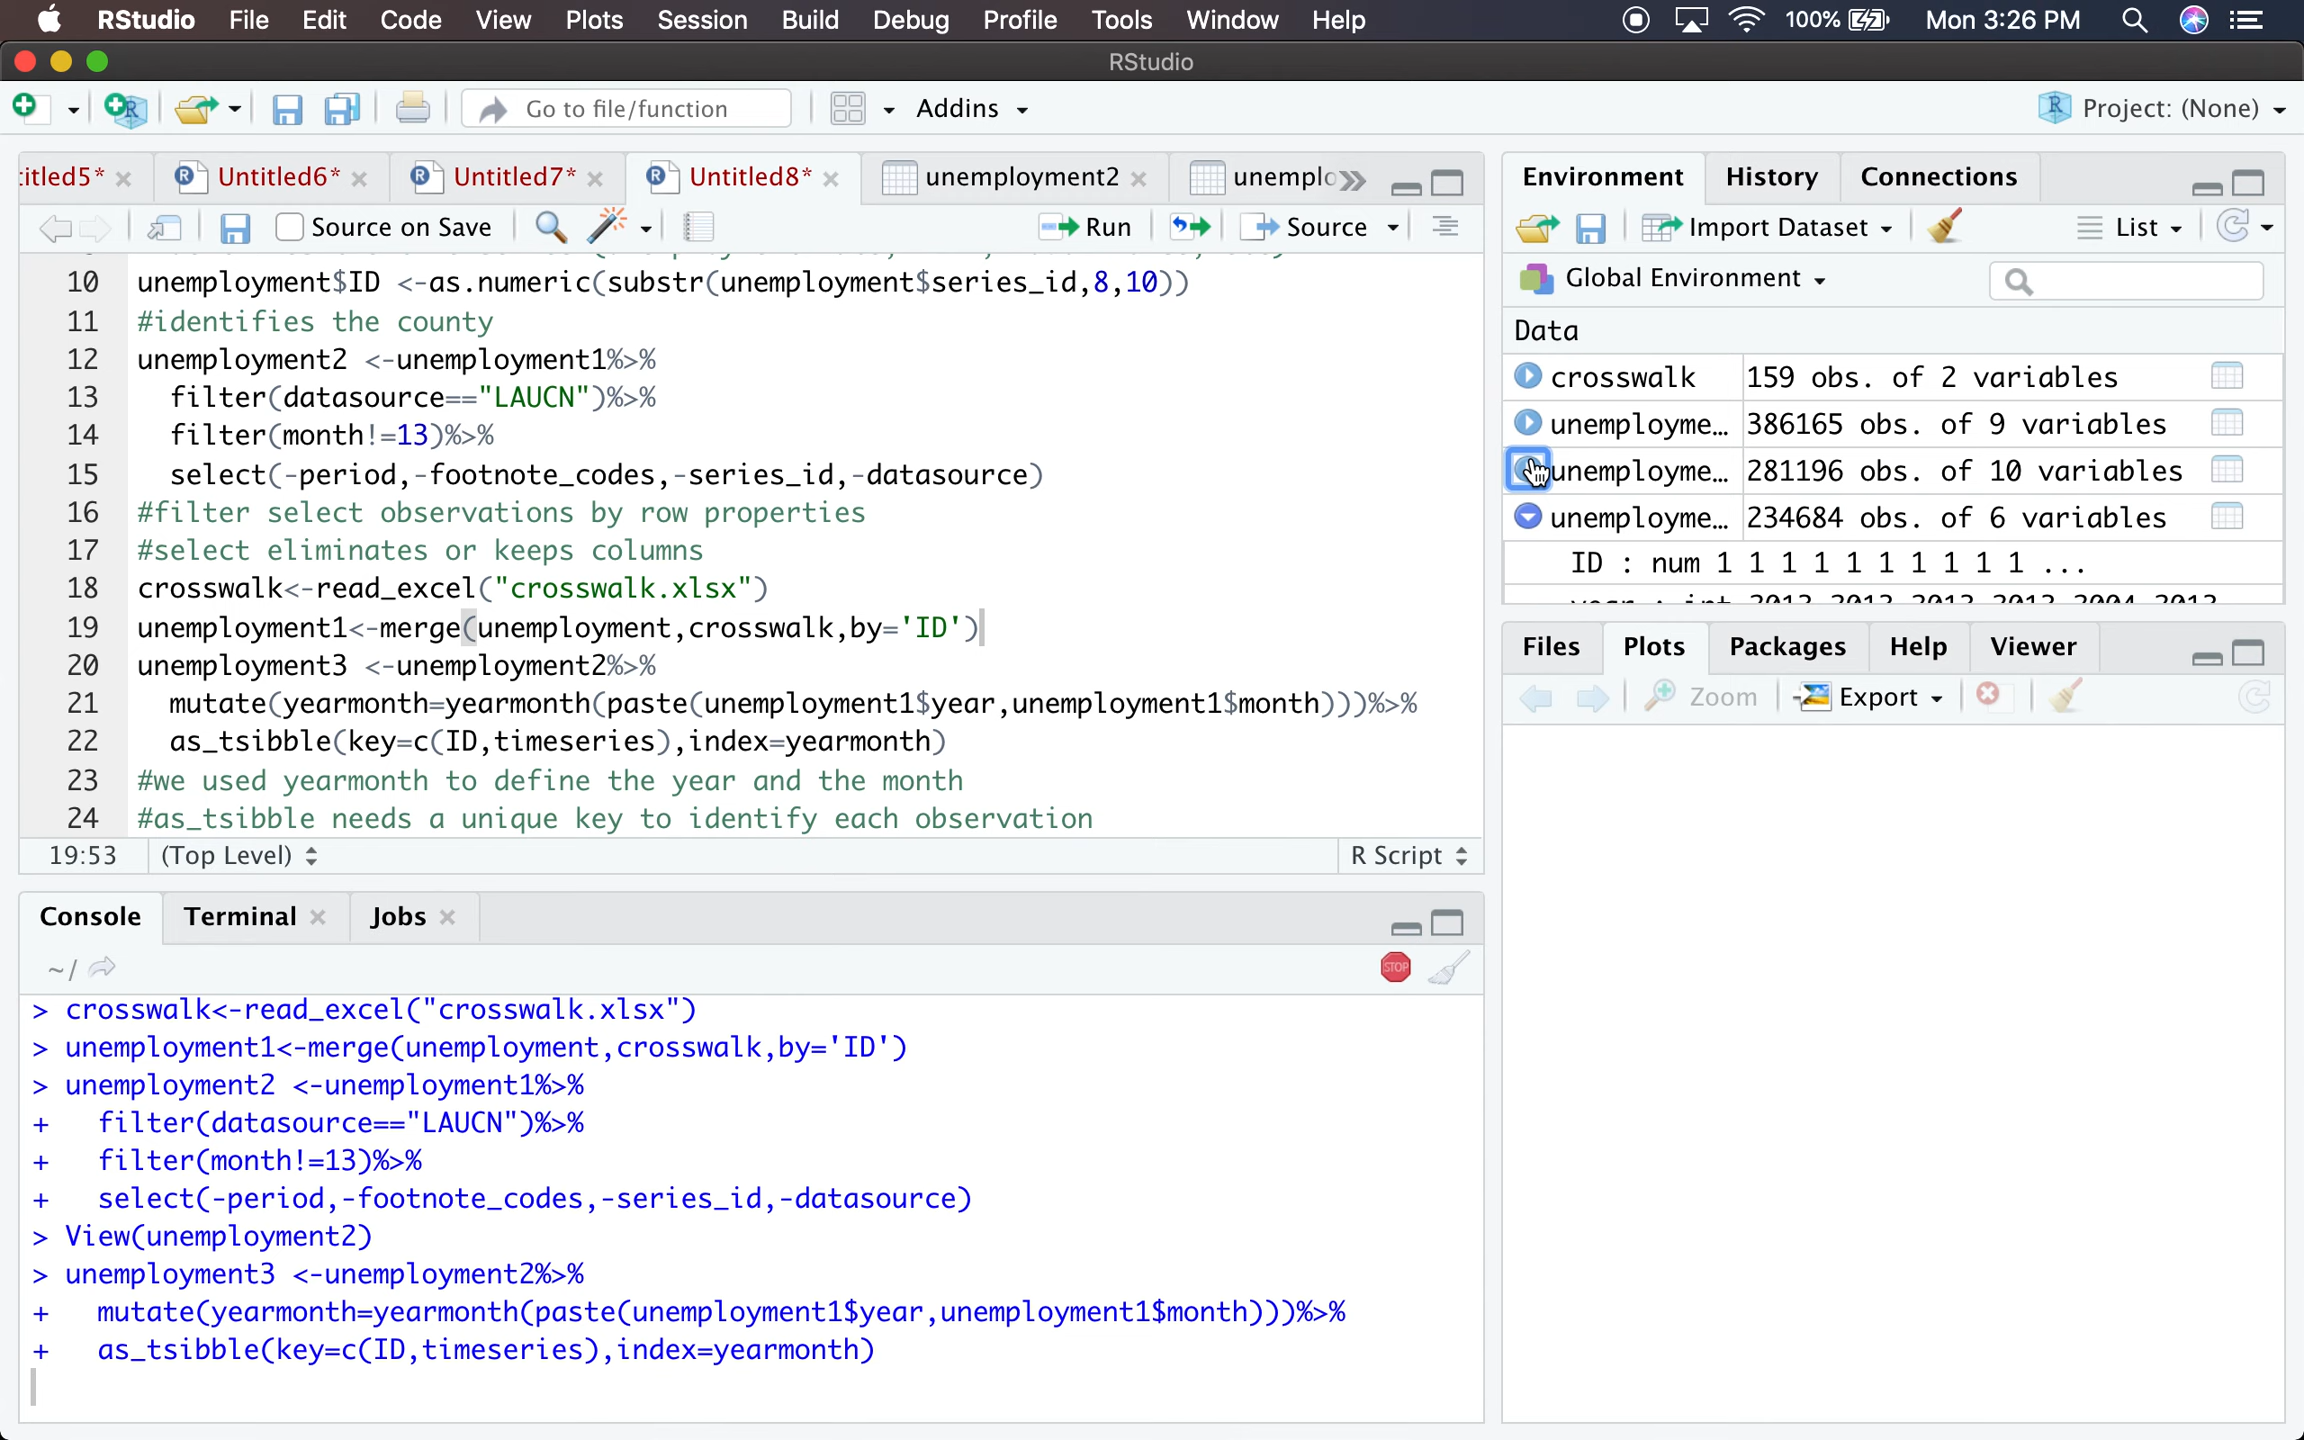 RStudio File Edit Code View Plots Session Build Debug Profile Tools Window Help 100% Mon 3:26 PM
RStudio
Go to file/function Addins Project: (None)
titled5* Untitled6* Untitled7* Untitled8* unemployment2 unemplo
Source on Save Run Source
10 unemployment$ID <-as.numeric(substr(unemployment$series_id,8,10))
11 #identifies the county
12 unemployment2 <-unemployment1%>%
13 filter(datasource=="LAUCN")%>%
14 filter(month!=13)%>%
15 select(-period,-footnote_codes,-series_id,-datasource)
16 #filter select observations by row properties
17 #select eliminates or keeps columns
18 crosswalk<-read_excel("crosswalk.xlsx")
19 unemployment1<-merge(unemployment,crosswalk,by='ID')
20 unemployment3 <-unemployment2%>%
21 mutate(yearmonth=yearmonth(paste(unemployment1$year,unemployment1$month)))%>%
22 as_tsibble(key=c(ID,timeseries),index=yearmonth)
23 #we used yearmonth to define the year and the month
24 #as_tsibble needs a unique key to identify each observation
19:53 (Top Level) R Script
Console Terminal Jobs
~/
STOP
> crosswalk<-read_excel("crosswalk.xlsx")
> unemployment1<-merge(unemployment,crosswalk,by='ID')
> unemployment2 <-unemployment1%>%
+ filter(datasource=="LAUCN")%>%
+ filter(month!=13)%>%
+ select(-period,-footnote_codes,-series_id,-datasource)
> View(unemployment2)
> unemployment3 <-unemployment2%>%
+ mutate(yearmonth=yearmonth(paste(unemployment1$year,unemployment1$month)))%>%
+ as_tsibble(key=c(ID,timeseries),index=yearmonth)
Environment History Connections
Import Dataset List
Global Environment
Data
crosswalk 159 obs. of 2 variables
unemployme… 386165 obs. of 9 variables
unemployme… 281196 obs. of 10 variables
unemployme… 234684 obs. of 6 variables
ID : num 1 1 1 1 1 1 1 1 1 1 ...
year : int 2013 2013 2013 2013 2004 2013
Files Plots Packages Help Viewer
Zoom Export